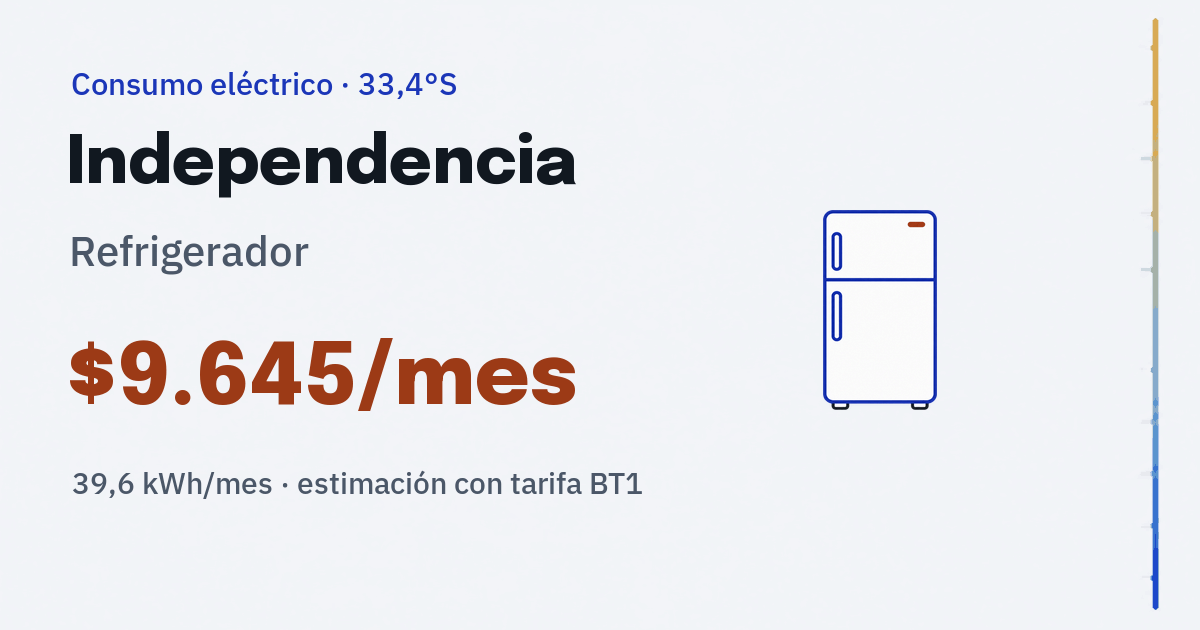 Consumo eléctrico · 33,4°S
Independencia
Refrigerador
$9.645/mes
39,6 kWh/mes · estimación con tarifa BT1